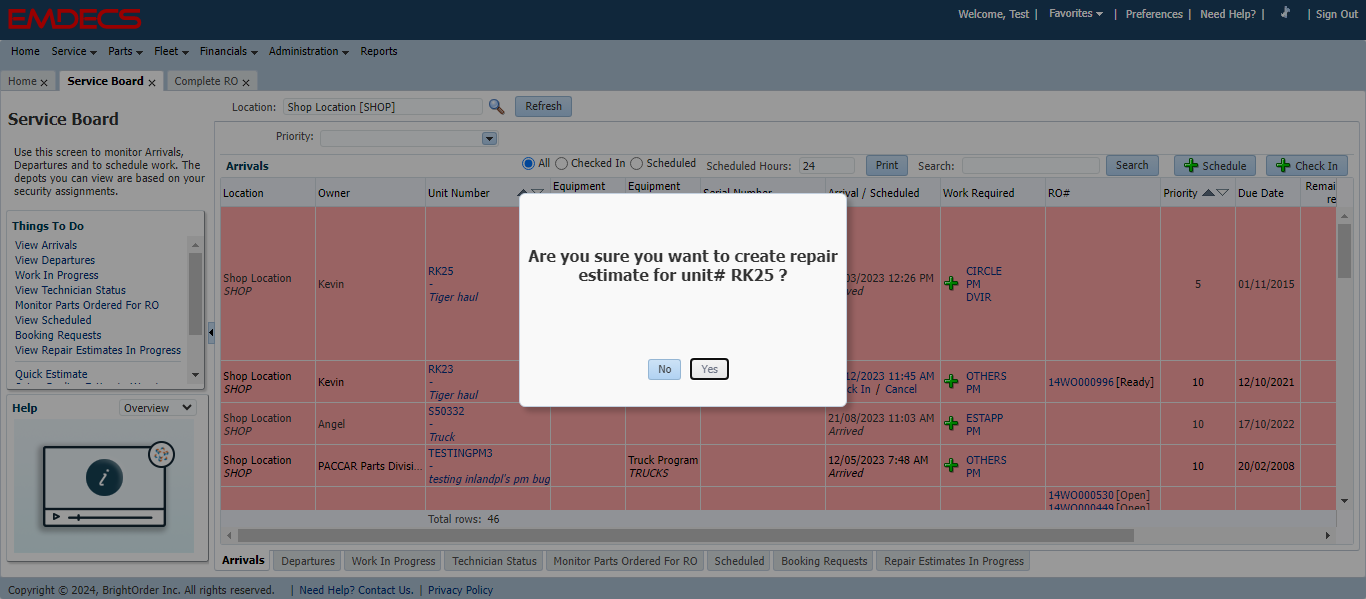 EMDECS
Welcome, Test | Favorites | Preferences | Need Help? | | Sign Out
Home Service Parts Fleet Financials Administration Reports
Home x Service Board x Complete RO x
Service Board
Use this screen to monitor Arrivals,
Departures and to schedule work. The
depots you can view are based on your
security assignments.
Things To Do
View Arrivals
View Departures
Work In Progress
View Technician Status
Monitor Parts Ordered For RO
View Scheduled
Booking Requests
View Repair Estimates In Progress
Quick Estimate
Help Overview
Location: Shop Location [SHOP] Refresh
Priority:
Arrivals All Checked In Scheduled Scheduled Hours: 24 Print Search: Search Schedule Check In
Location Owner Unit Number Equipment Equipment Serial Number Arrival / Scheduled Work Required RO# Priority Due Date Remai
re
Shop Location
SHOP
Kevin
RK25
-
Tiger haul
03/2023 12:26 PM
CIRCLE
PM
DVIR
5
01/11/2015
Shop Location
SHOP
Kevin
RK23
-
Tiger haul
12/2023 11:45 AM
ck In / Cancel
OTHERS
PM
14WO000996 [Ready]
10
12/10/2021
Shop Location
SHOP
Angel
S50332
-
Truck
21/08/2023 11:03 AM
Arrived
ESTAPP
PM
10
17/10/2022
Shop Location
SHOP
PACCAR Parts Divisi...
TESTINGPM3
-
testing inlandpl's pm bug
Truck Program
TRUCKS
12/05/2023 7:48 AM
Arrived
OTHERS
PM
10
20/02/2008
14WO000530 [Open]
14WO000449 [Open]
Total rows: 46
Are you sure you want to create repair
estimate for unit# RK25 ?
No Yes
Arrivals Departures Work In Progress Technician Status Monitor Parts Ordered For RO Scheduled Booking Requests Repair Estimates In Progress
Copyright © 2024, BrightOrder Inc. All rights reserved. | Need Help? Contact Us. | Privacy Policy